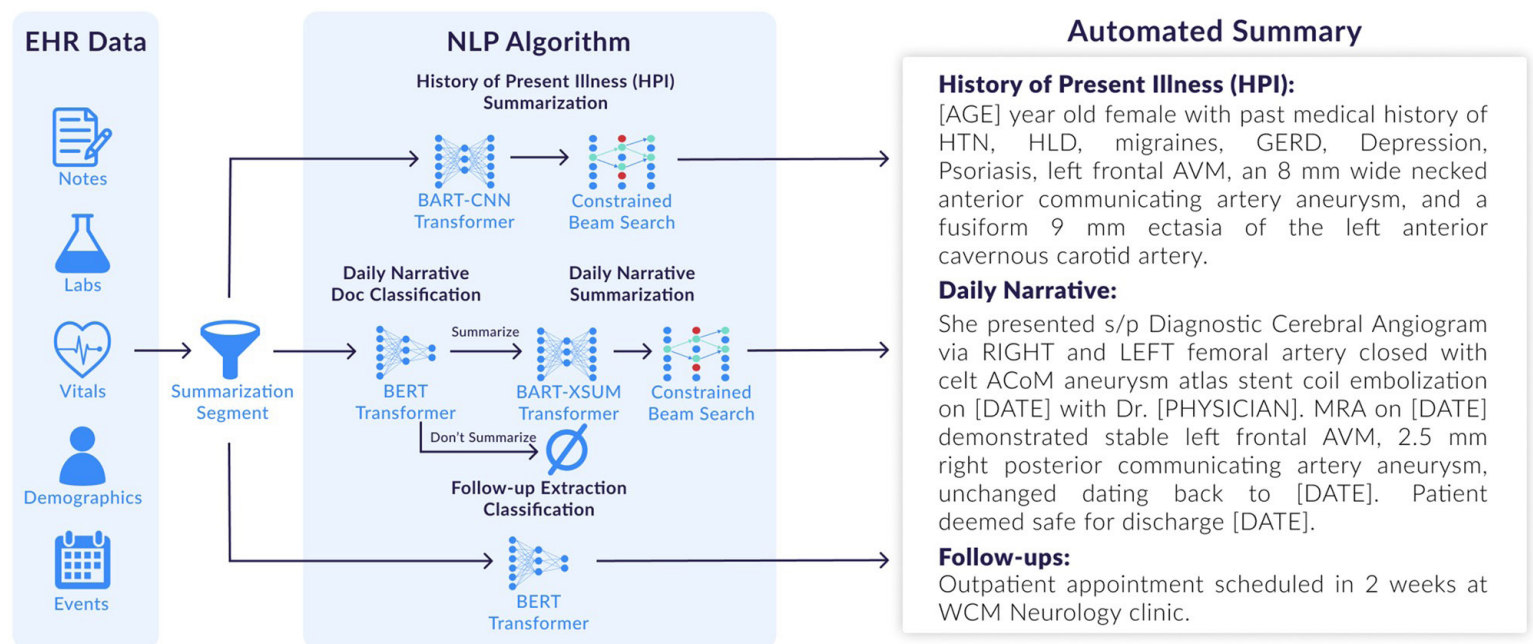 EHR Data
Notes
Labs
Vitals
Demographics
Events
Summarization
Segment
NLP Algorithm
History of Present Illness (HPI)
Summarization
BART-CNN
Transformer
Constrained
Beam Search
Daily Narrative
Doc Classification
Daily Narrative
Summarization
BERT
Transformer
Summarize
BART-XSUM
Transformer
Constrained
Beam Search
Don't Summarize
Follow-up Extraction
Classification
BERT
Transformer
Automated Summary
History of Present Illness (HPI):
[AGE] year old female with past medical history of
HTN, HLD, migraines, GERD, Depression,
Psoriasis, left frontal AVM, an 8 mm wide necked
anterior communicating artery aneurysm, and a
fusiform 9 mm ectasia of the left anterior
cavernous carotid artery.
Daily Narrative:
She presented s/p Diagnostic Cerebral Angiogram
via RIGHT and LEFT femoral artery closed with
celt ACoM aneurysm atlas stent coil embolization
on [DATE] with Dr. [PHYSICIAN]. MRA on [DATE]
demonstrated stable left frontal AVM, 2.5 mm
right posterior communicating artery aneurysm,
unchanged dating back to [DATE]. Patient
deemed safe for discharge [DATE].
Follow-ups:
Outpatient appointment scheduled in 2 weeks at
WCM Neurology clinic.